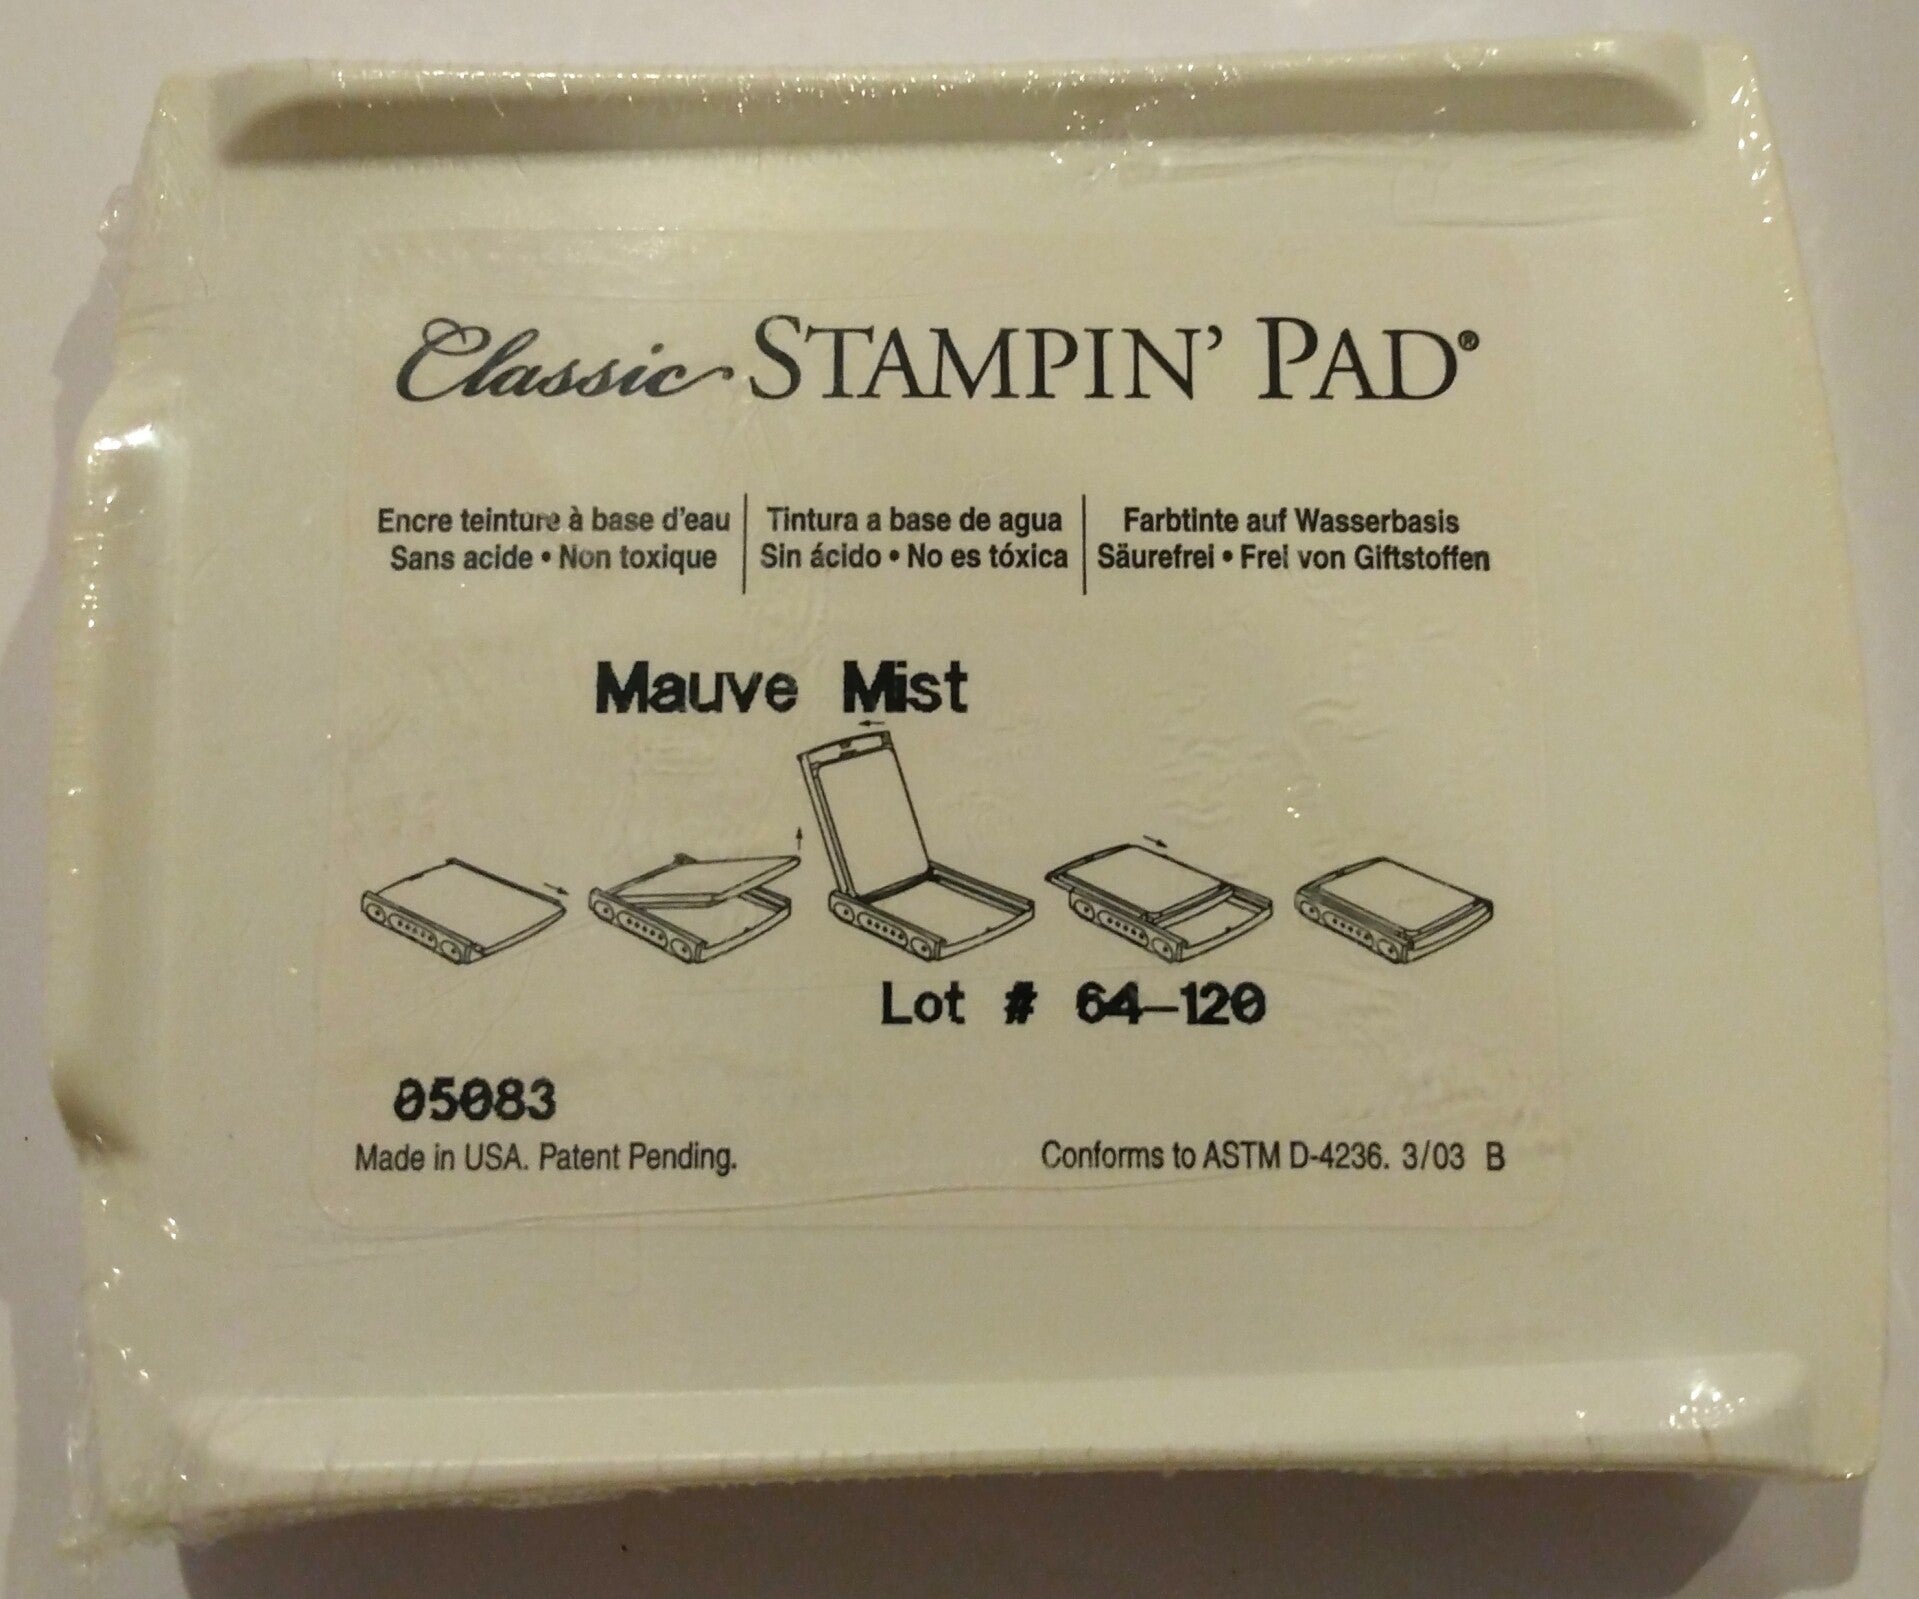 Classic STAMPIN' PAD®
Encre teinture à base d'eau
Sans acide • Non toxique
Tintura a base de agua
Sin ácido • No es tóxica
Farbtinte auf Wasserbasis
Säurefrei • Frei von Giftstoffen
Mauve Mist
Lot # 64-120
05083
Made in USA. Patent Pending.
Conforms to ASTM D-4236. 3/03 B